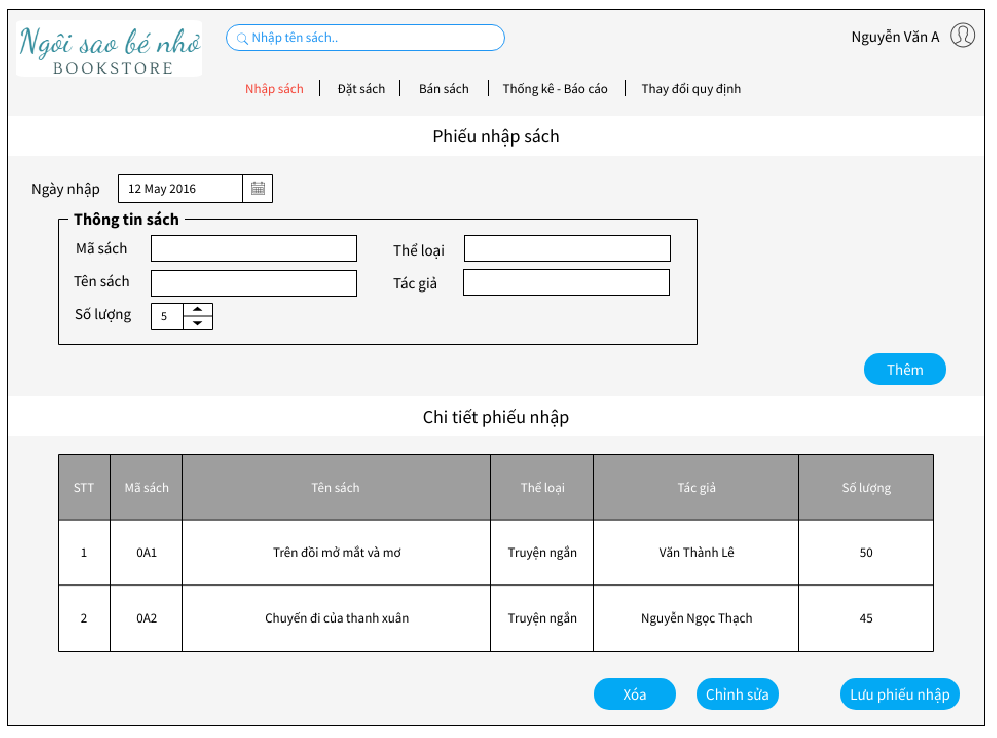 Ngôi sao bé nhỏ
BOOKSTORE
Nhập tên sách..
Nguyễn Văn A
Nhập sách | Đặt sách | Bán sách | Thống kê - Báo cáo | Thay đổi quy định
Phiếu nhập sách
Ngày nhập 12 May 2016
Thông tin sách
Mã sách Thể loại
Tên sách Tác giả
Số lượng 5
Thêm
Chi tiết phiếu nhập
STT Mã sách Tên sách Thể loại Tác giả Số lượng
1 0A1 Trên đồi mở mắt và mơ Truyện ngắn Văn Thành Lê 50
2 0A2 Chuyến đi của thanh xuân Truyện ngắn Nguyễn Ngọc Thạch 45
Xóa Chỉnh sửa Lưu phiếu nhập